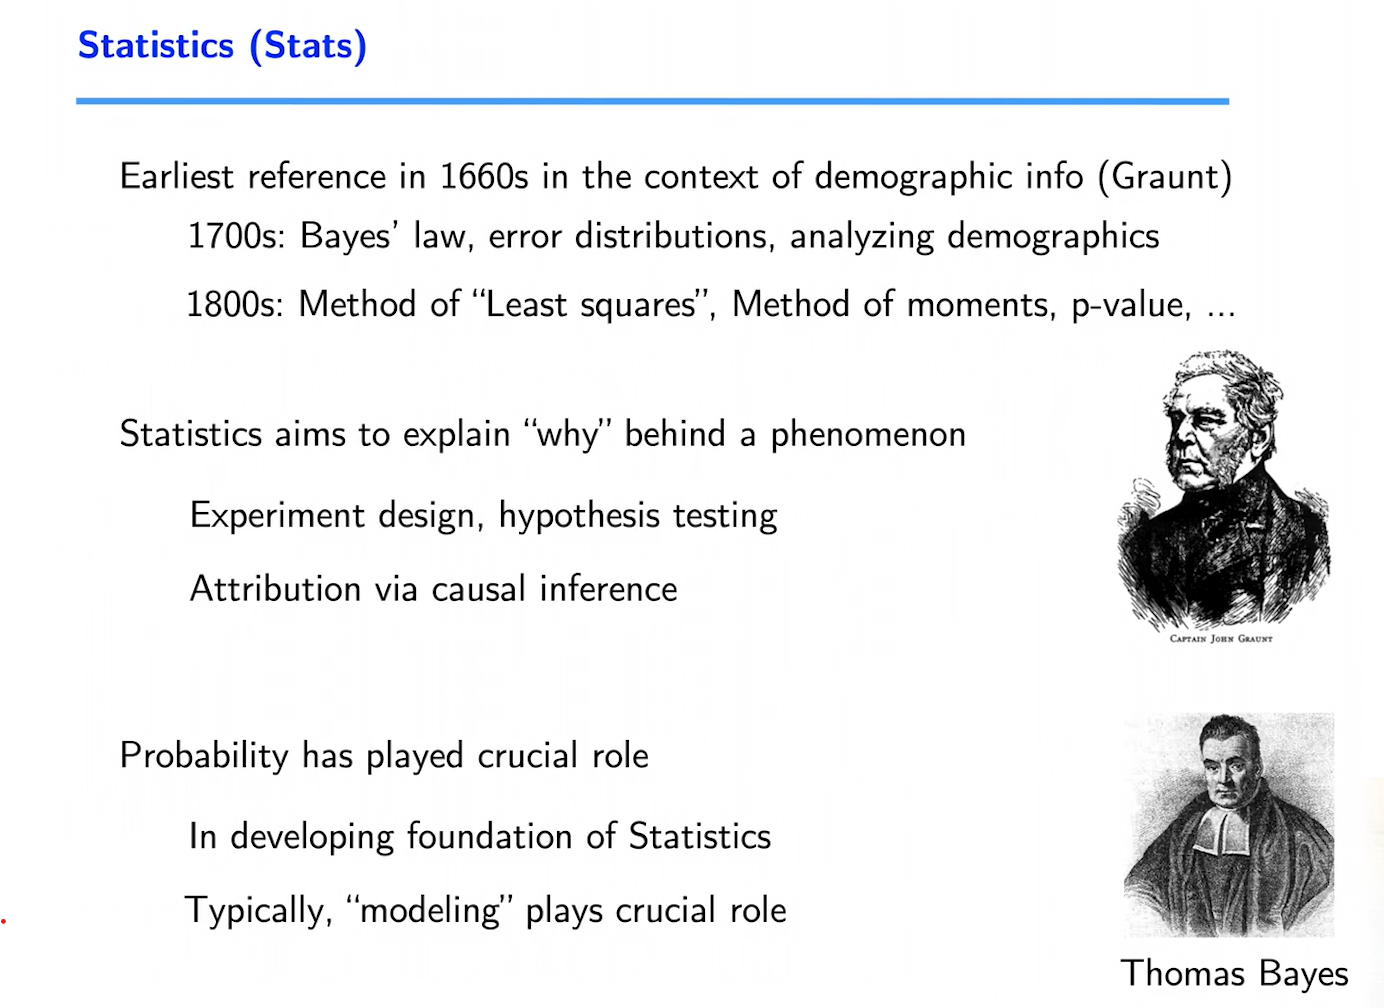 Statistics (Stats)
Earliest reference in 1660s in the context of demographic info (Graunt)
1700s: Bayes’ law, error distributions, analyzing demographics
1800s: Method of “Least squares”, Method of moments, p-value, ...
Statistics aims to explain “why” behind a phenomenon
Experiment design, hypothesis testing
Attribution via causal inference
CAPTAIN JOHN GRAUNT
Probability has played crucial role
In developing foundation of Statistics
Typically, “modeling” plays crucial role
Thomas Bayes